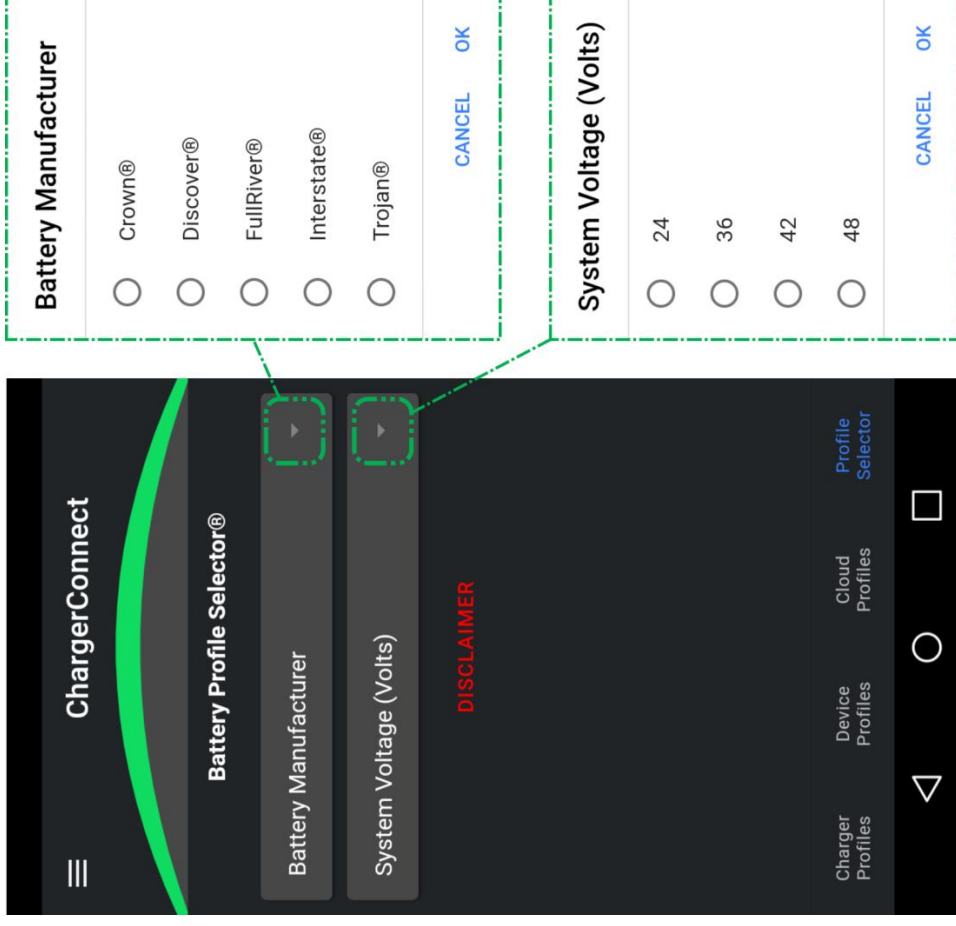 ChargerConnect
Battery Profile Selector®
Battery Manufacturer
System Voltage (Volts)
DISCLAIMER
Charger
Profiles
Device
Profiles
Cloud
Profiles
Profile
Selector
Battery Manufacturer
Crown®
Discover®
FullRiver®
Interstate®
Trojan®
CANCEL OK
System Voltage (Volts)
24
36
42
48
CANCEL OK